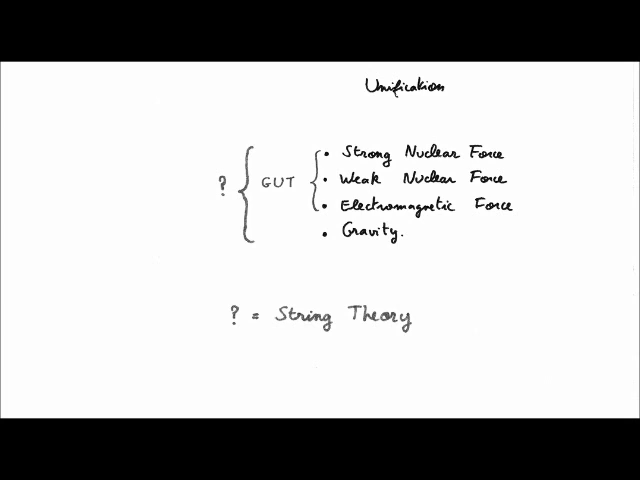 Unification
• Strong Nuclear Force
? { GUT { • Weak Nuclear Force
• Electromagnetic Force
• Gravity.
? = String Theory